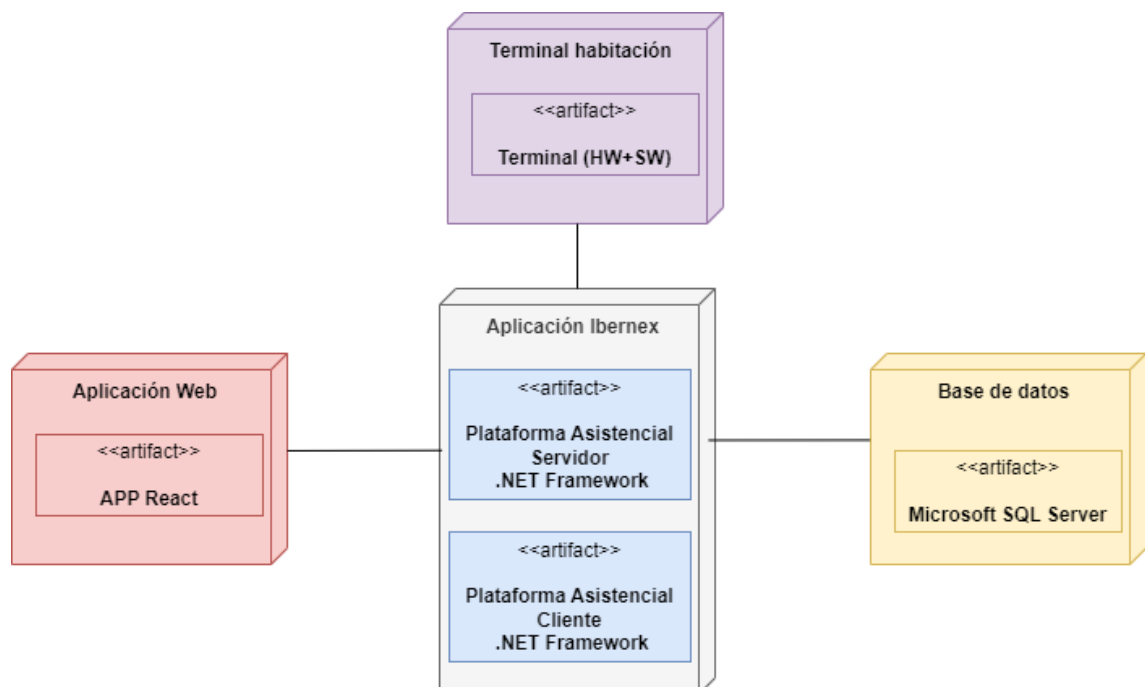 Terminal habitación
<<artifact>>
Terminal (HW+SW)
Aplicación Ibernex
<<artifact>>
Plataforma Asistencial
Servidor
.NET Framework
<<artifact>>
Plataforma Asistencial
Cliente
.NET Framework
Aplicación Web
<<artifact>>
APP React
Base de datos
<<artifact>>
Microsoft SQL Server